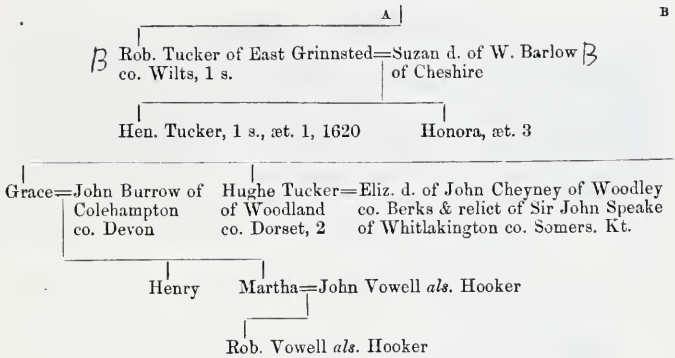 A B
B Rob. Tucker of East Grinnsted=Suzan d. of W. Barlow B
co. Wilts, 1 s. of Cheshire
Hen. Tucker, 1 s., æt. 1, 1620 Honora, æt. 3
Grace=John Burrow of Hughe Tucker=Eliz. d. of John Cheyney of Woodley
Colehampton of Woodland co. Berks & relict of Sir John Speake
co. Devon co. Dorset, 2 of Whitlakington co. Somers. Kt.
Henry Martha=John Vowell als. Hooker
Rob. Vowell als. Hooker